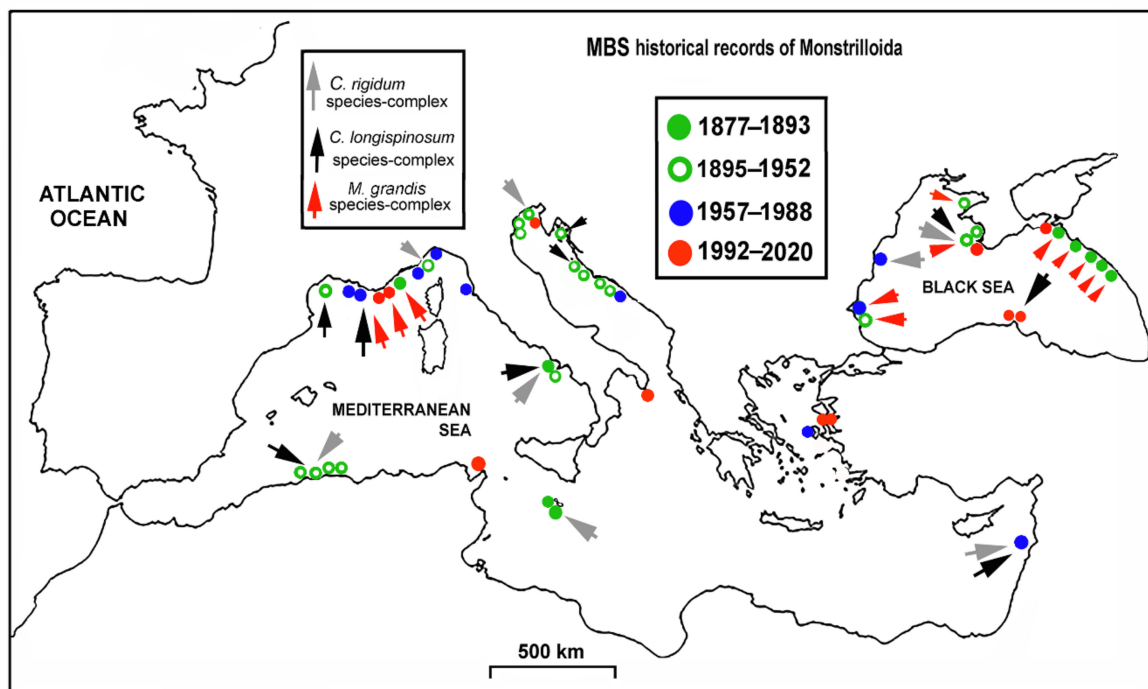 MBS historical records of Monstrilloida
C. rigidum
species-complex
C. longispinosum
species-complex
M. grandis
species-complex
1877–1893
1895–1952
1957–1988
1992–2020
ATLANTIC
OCEAN
BLACK SEA
MEDITERRANEAN
SEA
500 km